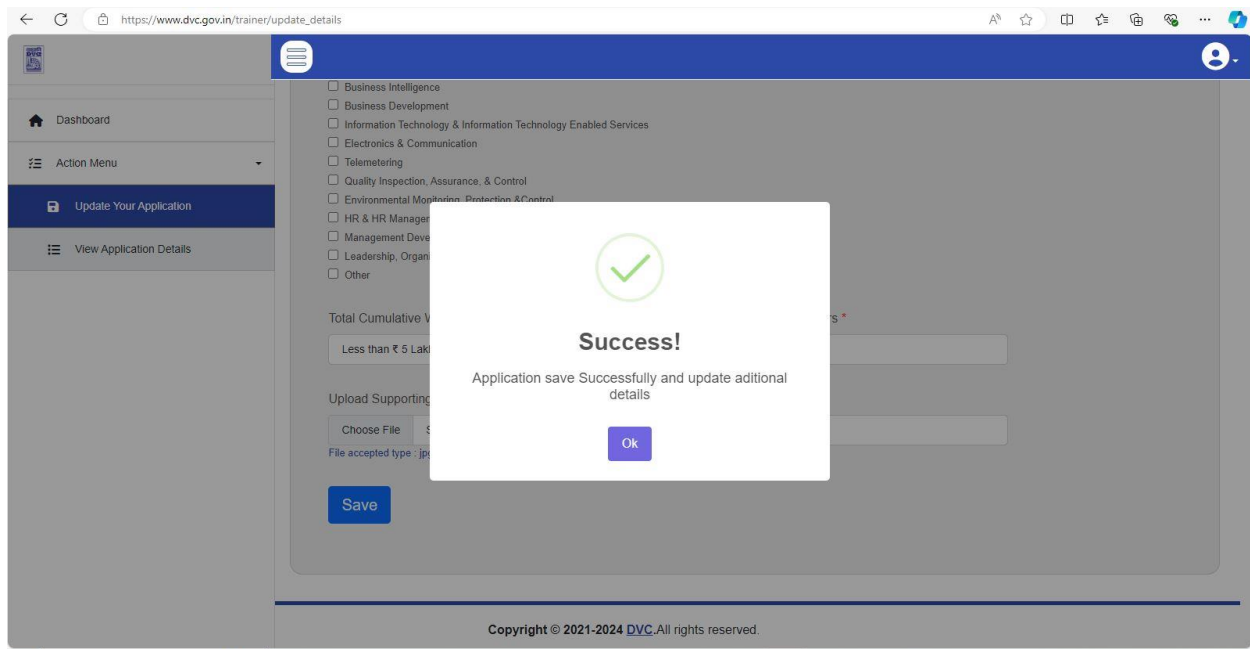 https://www.dvc.gov.in/trainer/update_details
Dashboard
Action Menu
Update Your Application
View Application Details
Business Intelligence
Business Development
Information Technology & Information Technology Enabled Services
Electronics & Communication
Telemetering
Quality Inspection, Assurance, & Control
Environmental Monitoring, Protection &Control
HR & HR Manager
Management Deve
Leadership, Organi
Other
Total Cumulative
rs *
Less than ₹ 5 Lak
Upload Supporting
Choose File S
File accepted type : jpg
Save
Success!
Application save Successfully and update aditional
details
Ok
Copyright © 2021-2024 DVC.All rights reserved.